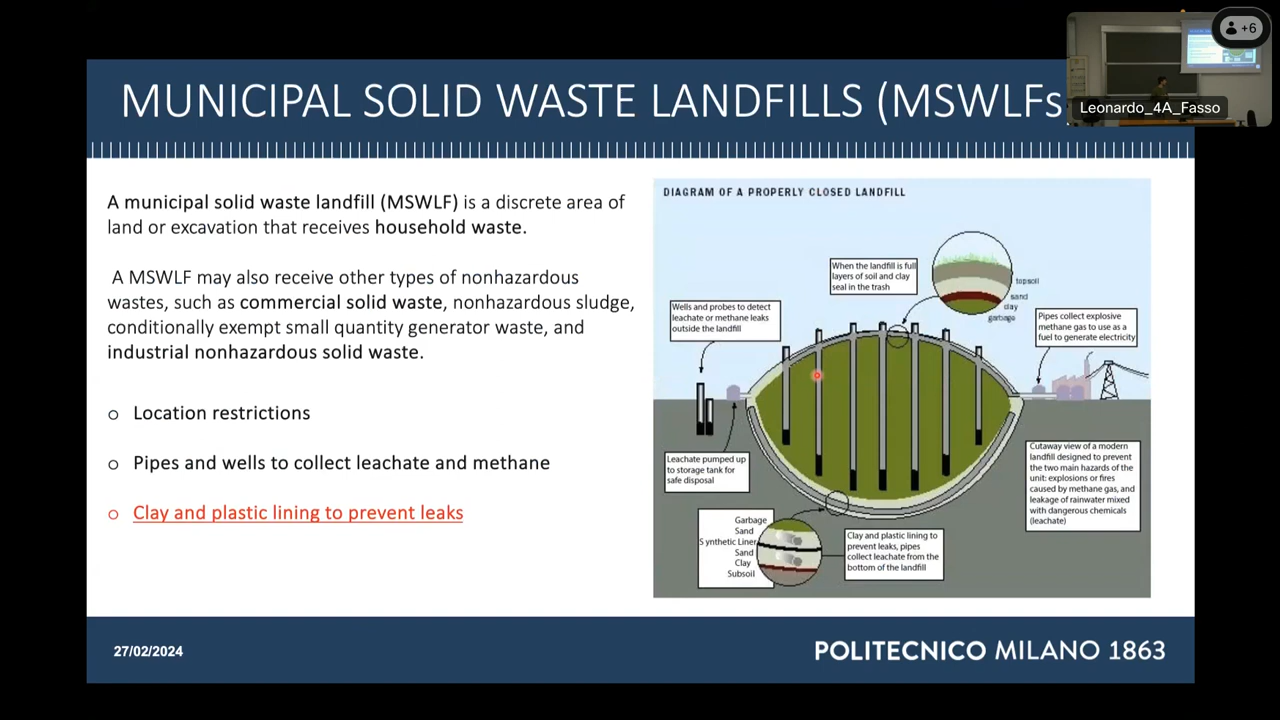 +6
Leonardo_4A_Fasso
MUNICIPAL SOLID WASTE LANDFILLS (MSWLFs
A municipal solid waste landfill (MSWLF) is a discrete area of
land or excavation that receives household waste.
A MSWLF may also receive other types of nonhazardous
wastes, such as commercial solid waste, nonhazardous sludge,
conditionally exempt small quantity generator waste, and
industrial nonhazardous solid waste.
o Location restrictions
o Pipes and wells to collect leachate and methane
o Clay and plastic lining to prevent leaks
DIAGRAM OF A PROPERLY CLOSED LANDFILL
When the landfill is full
layers of soil and clay
seal in the trash
topsoil
sand
clay
garbage
Wells and probes to detect
leachate or methane leaks
outside the landfill
Pipes collect explosive
methane gas to use as a
fuel to generate electricity
Leachate pumped up
to storage tank for
safe disposal
Cutaway view of a modern
landfill designed to prevent
the two main hazards of the
unit: explosions or fires
caused by methane gas, and
leakage of rainwater mixed
with dangerous chemicals
(leachate)
Garbage
Sand
Synthetic Liner
Sand
Clay
Subsoil
Clay and plastic lining to
prevent leaks, pipes
collect leachate from the
bottom of the landfill
27/02/2024
POLITECNICO MILANO 1863